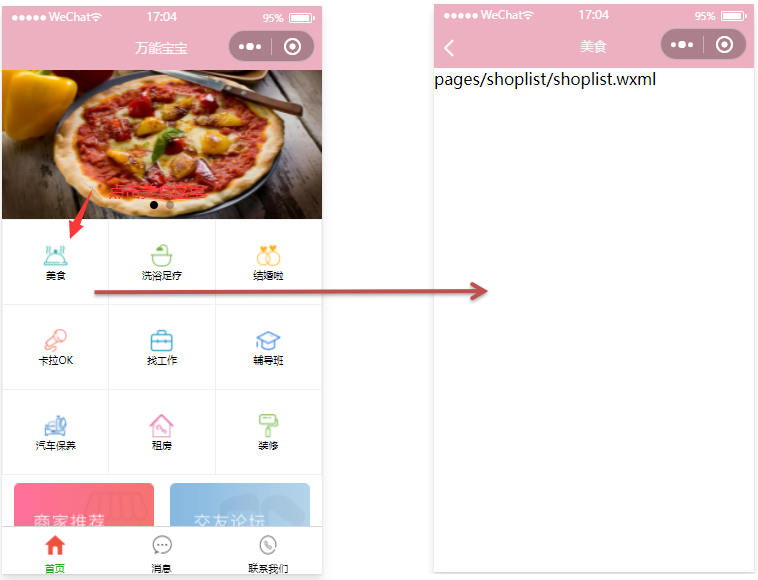 WeChat 17:04 95%
万能宝宝
点击美食这里
美食 洗浴足疗 结婚啦
卡拉OK 找工作 辅导班
汽车保养 租房 装修
商家推荐 交友论坛
首页 消息 联系我们
WeChat 17:04 95%
美食
pages/shoplist/shoplist.wxml